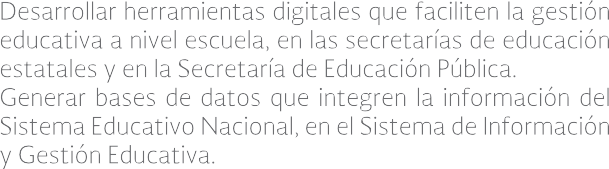 Desarrollar herramientas digitales que faciliten la gestión
educativa a nivel escuela, en las secretarías de educación
estatales y en la Secretaría de Educación Pública.
Generar bases de datos que integren la información del
Sistema Educativo Nacional, en el Sistema de Información
y Gestión Educativa.